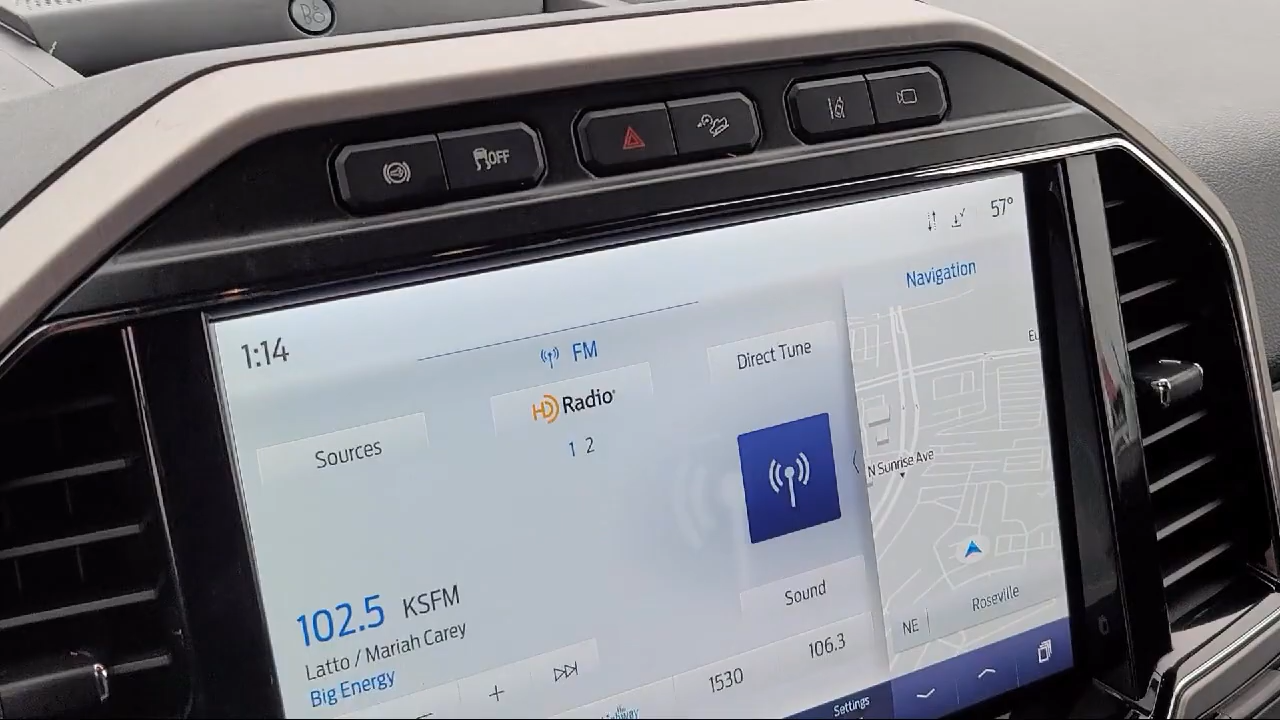 B&O
OFF
57°
Navigation
1:14
FM
Direct Tune
HD Radio
Sources
1 2
N Sunrise Ave
102.5 KSFM
Sound
Roseville
NE
Latto / Mariah Carey
Big Energy
1530
106.3
Settings